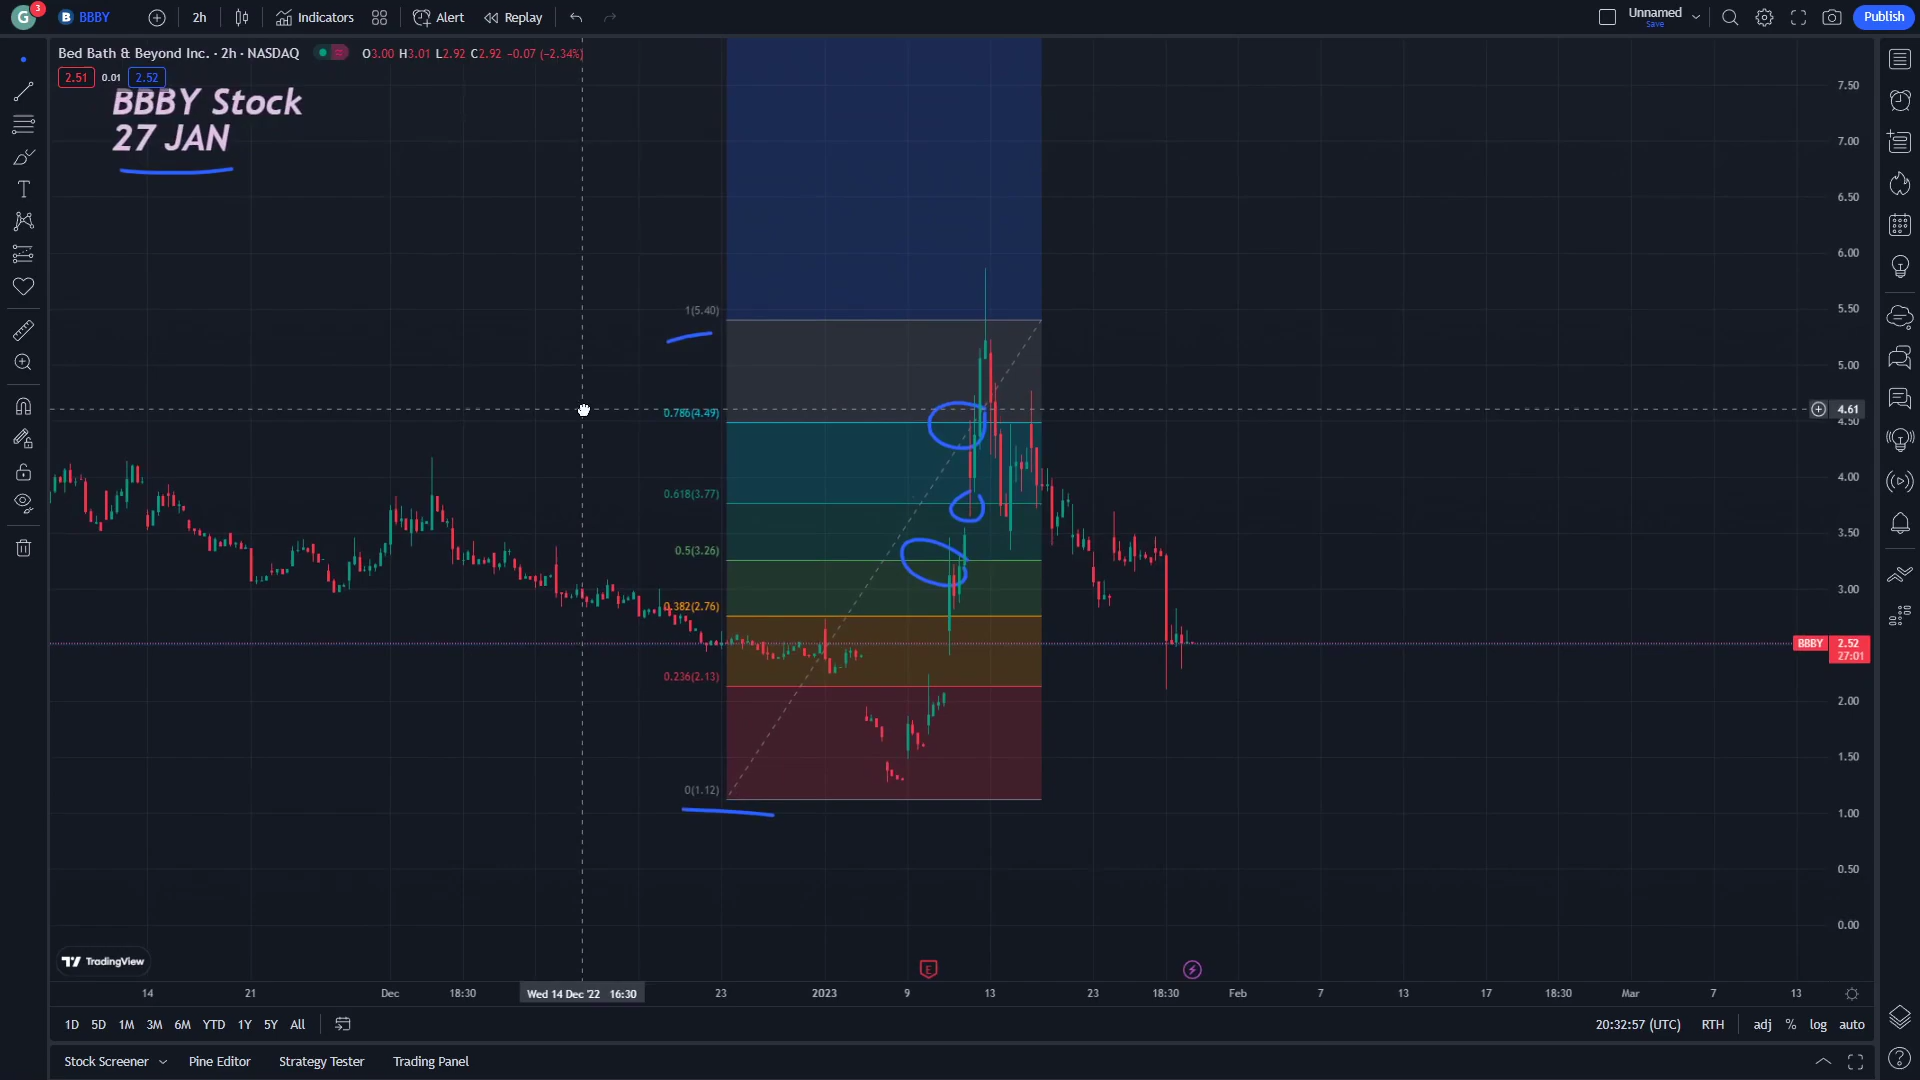 G 3 B BBBY 2h Indicators Alert Replay Unnamed Save Publish
Bed Bath & Beyond Inc. · 2h · NASDAQ O3.00 H3.01 L2.92 C2.92 −0.07 (−2.34%)
2.51 0.01 2.52
BBBY Stock
27 JAN
7.50
7.00
6.50
6.00
1(5.40)
5.50
5.00
0.786(4.49)
4.61
4.50
4.00
0.618(3.77)
3.50
0.5(3.26)
3.00
0.382(2.76)
BBBY 2.52
27:01
0.236(2.13)
2.00
1.50
0(1.12)
1.00
0.50
0.00
TradingView
E
14 21 Dec 18:30 Wed 14 Dec '22 16:30 23 2023 9 13 23 18:30 Feb 7 13 17 18:30 Mar 7 13
1D 5D 1M 3M 6M YTD 1Y 5Y All 20:32:57 (UTC) RTH adj % log auto
Stock Screener Pine Editor Strategy Tester Trading Panel